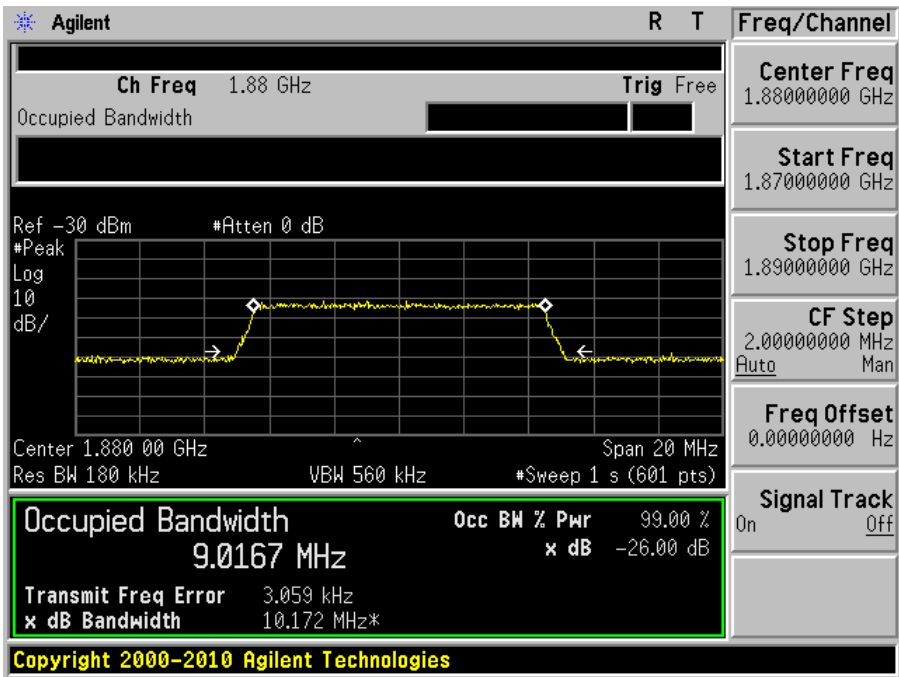 Agilent R T
Ch Freq 1.88 GHz Trig Free
Occupied Bandwidth
Ref -30 dBm #Atten 0 dB
#Peak
Log
10
dB/
Center 1.880 00 GHz Span 20 MHz
Res BW 180 kHz VBW 560 kHz #Sweep 1 s (601 pts)
Occupied Bandwidth Occ BW % Pwr 99.00 %
9.0167 MHz x dB -26.00 dB
Transmit Freq Error 3.059 kHz
x dB Bandwidth 10.172 MHz*
Copyright 2000-2010 Agilent Technologies
Freq/Channel
Center Freq
1.88000000 GHz
Start Freq
1.87000000 GHz
Stop Freq
1.89000000 GHz
CF Step
2.00000000 MHz
Auto Man
Freq Offset
0.00000000 Hz
Signal Track
On Off